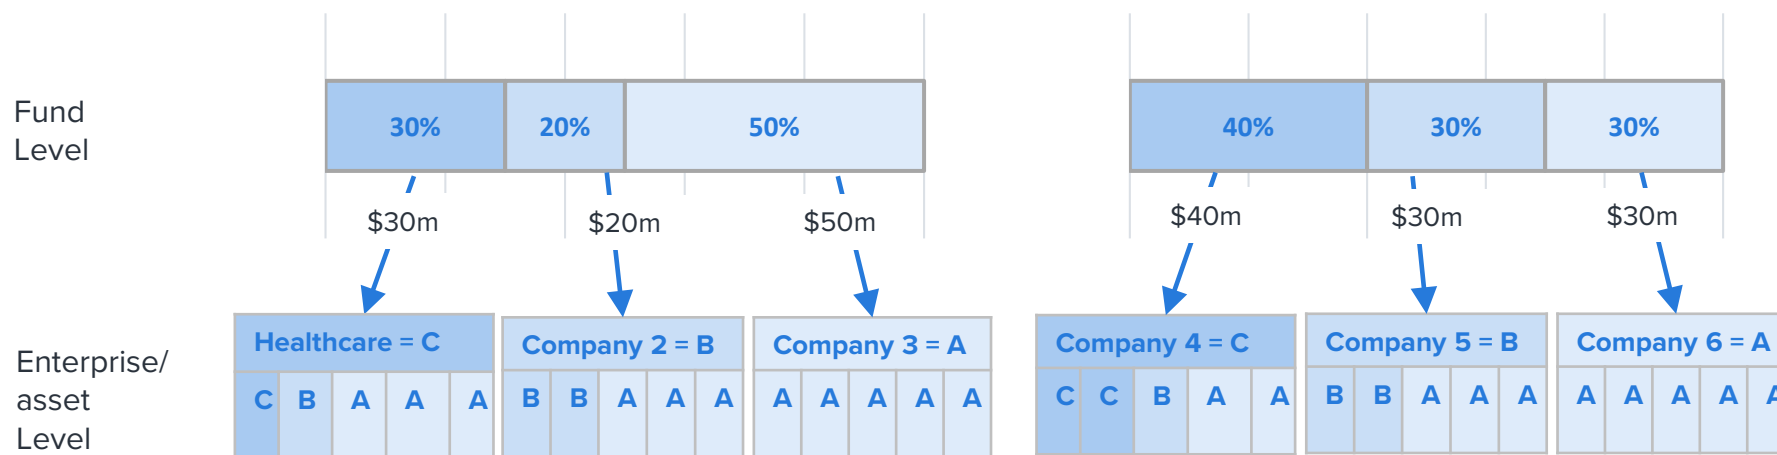 Fund
Level
30% 20% 50% 40% 30% 30%
$30m $20m $50m $40m $30m $30m
Enterprise/
asset
Level
Healthcare = C Company 2 = B Company 3 = A Company 4 = C Company 5 = B Company 6 = A
C B A A A B B A A A A A A A A C C B A A B B A A A A A A A A